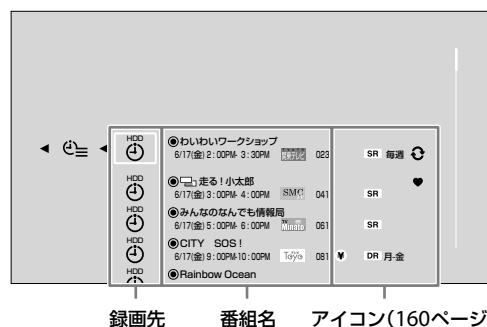 HDD ◉わいわいワークショップ
6/17(金) 2:00PM- 3:30PM 023 SR 毎週
HDD ◉走る！小太郎
6/17(金) 3:00PM- 4:00PM SMC 041 SR
HDD ◉みんなのなんでも情報局
6/17(金) 5:00PM- 6:00PM TV Minato 061 SR
HDD ◉CITY SOS！
6/17(金) 9:00PM-10:00PM Toyo 081 ¥ DR 月-金
HDD ◉Rainbow Ocean
録画先 番組名 アイコン(160ページ